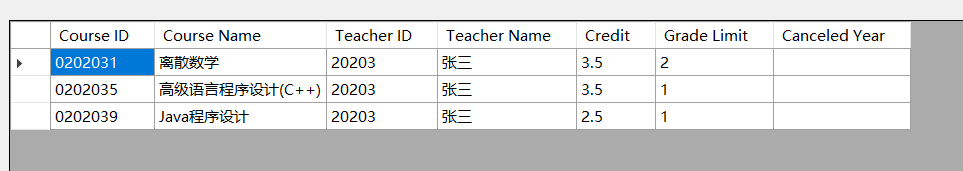 Course ID Course Name Teacher ID Teacher Name Credit Grade Limit Canceled Year
0202031 离散数学 20203 张三 3.5 2
0202035 高级语言程序设计(C++) 20203 张三 3.5 1
0202039 Java程序设计 20203 张三 2.5 1